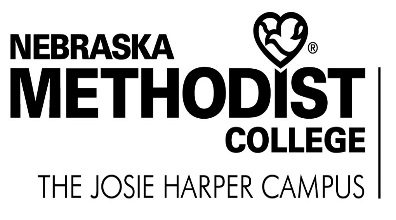 NEBRASKA ®
METHODIST
COLLEGE
THE JOSIE HARPER CAMPUS